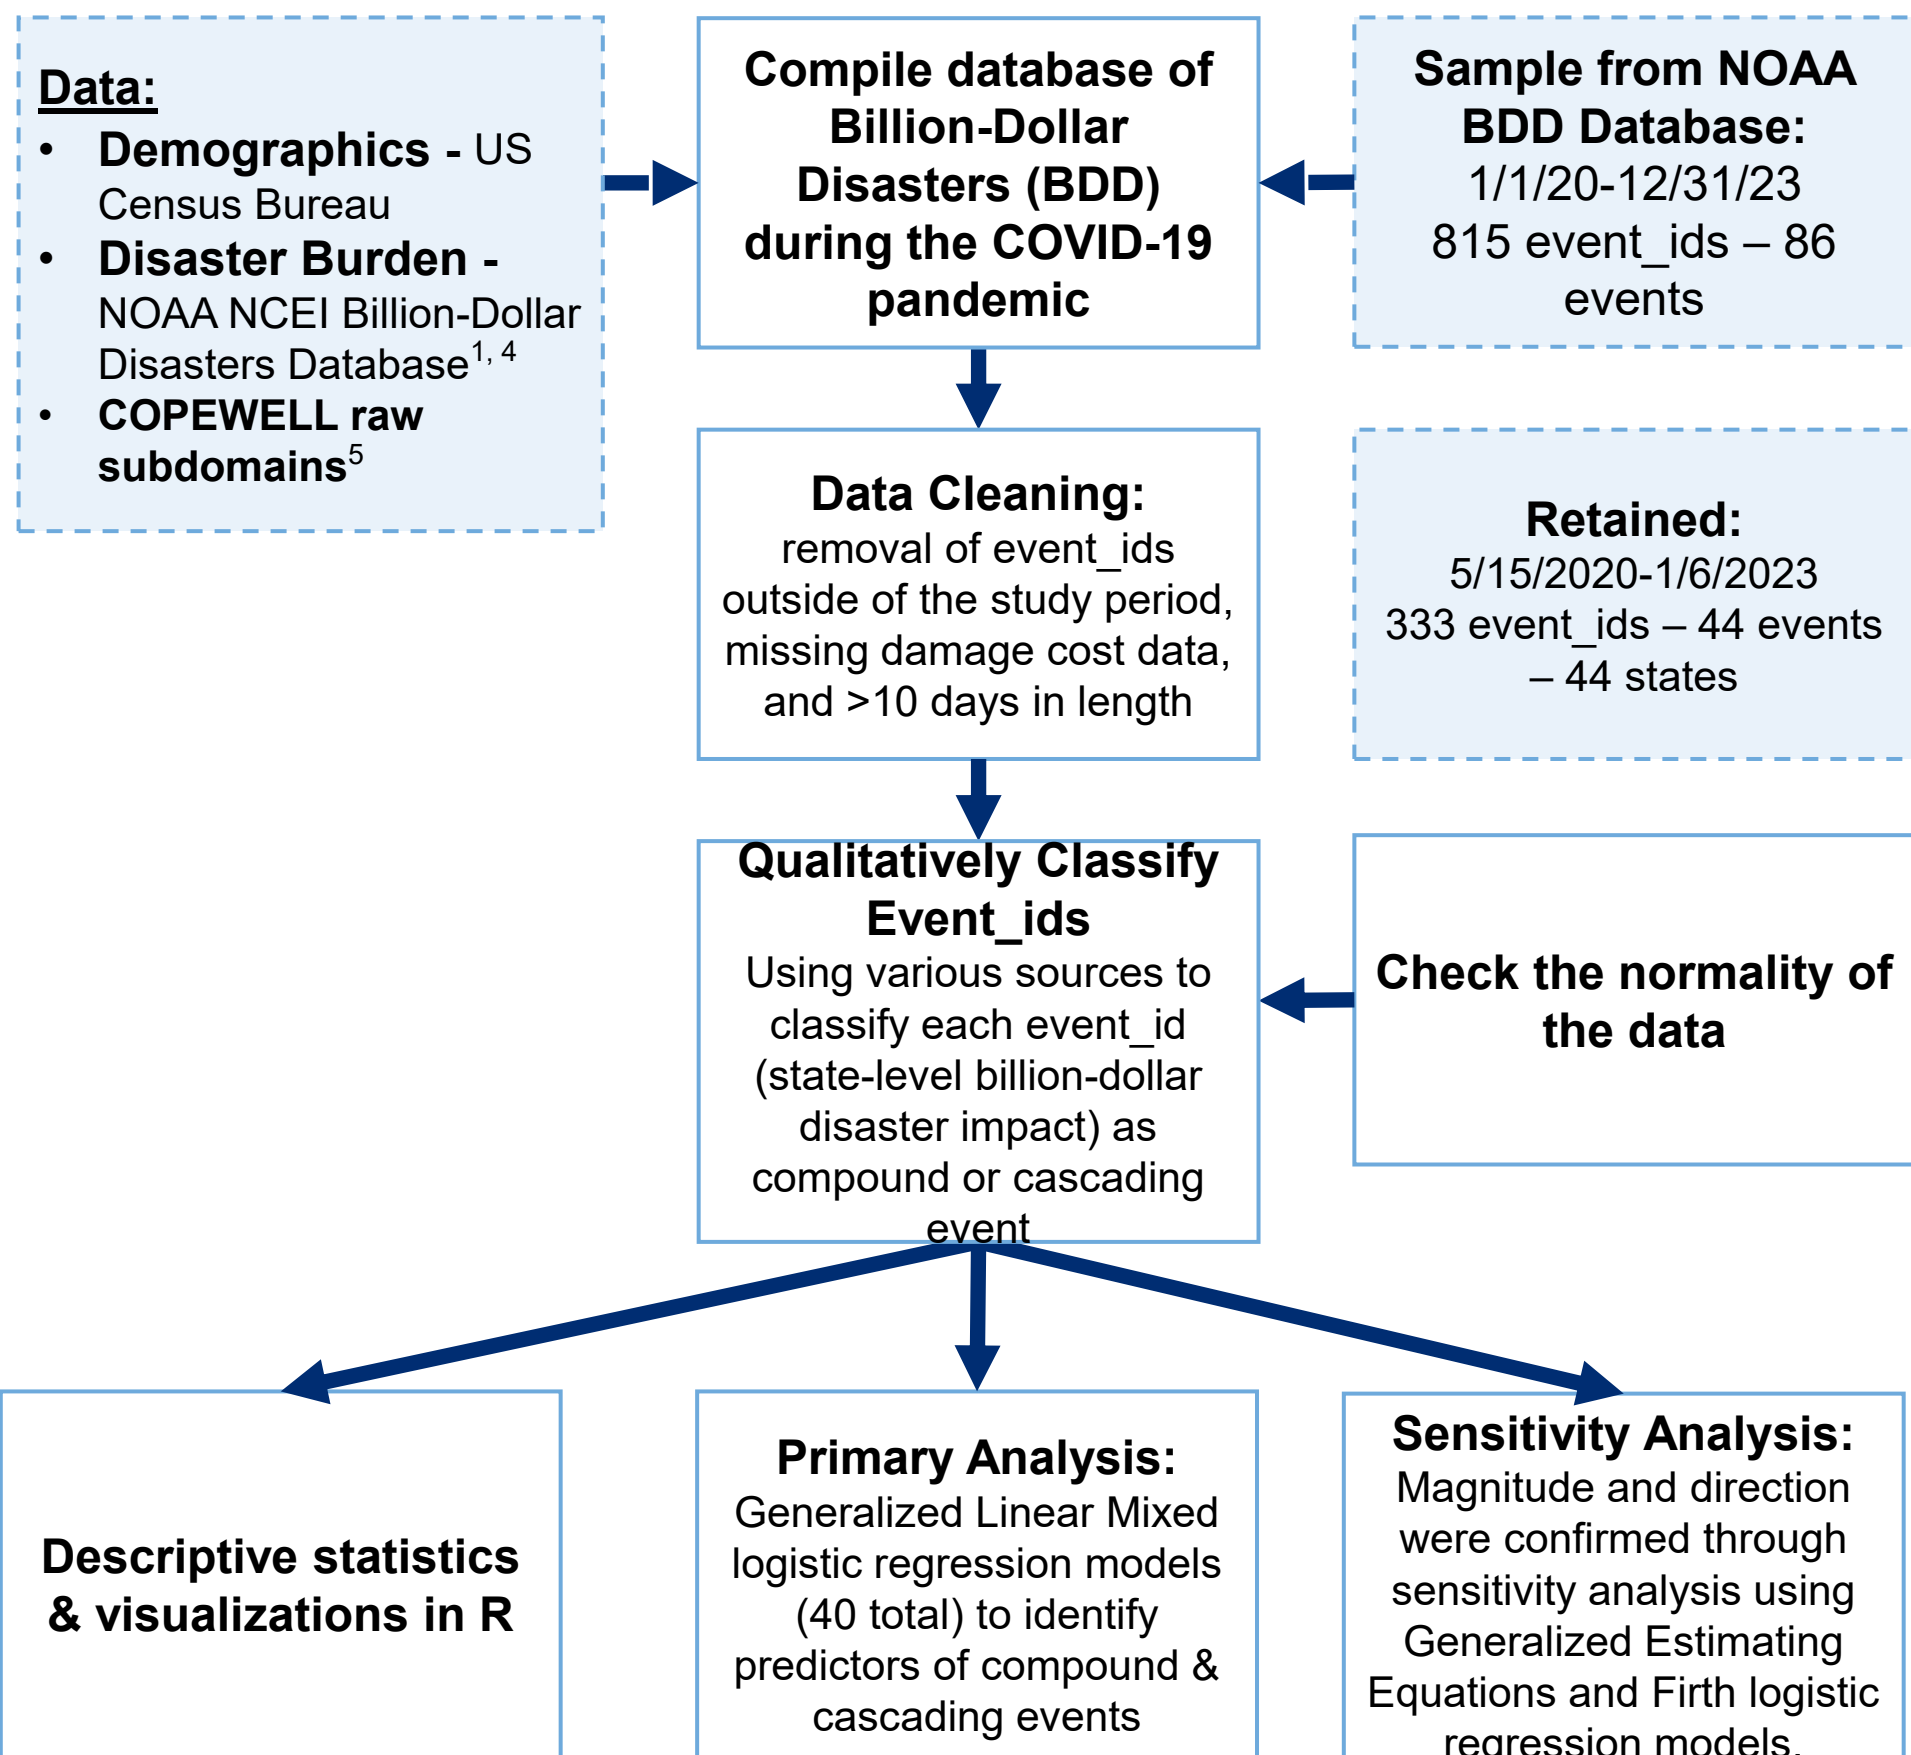 Data:
• Demographics - US
Census Bureau
• Disaster Burden -
NOAA NCEI Billion-Dollar
Disasters Database1, 4
• COPEWELL raw
subdomains5
Compile database of
Billion-Dollar
Disasters (BDD)
during the COVID-19
pandemic
Sample from NOAA
BDD Database:
1/1/20-12/31/23
815 event_ids – 86
events
Data Cleaning:
removal of event_ids
outside of the study period,
missing damage cost data,
and >10 days in length
Retained:
5/15/2020-1/6/2023
333 event_ids – 44 events
– 44 states
Qualitatively Classify
Event_ids
Using various sources to
classify each event_id
(state-level billion-dollar
disaster impact) as
compound or cascading
event
Check the normality of
the data
Descriptive statistics
& visualizations in R
Primary Analysis:
Generalized Linear Mixed
logistic regression models
(40 total) to identify
predictors of compound &
cascading events
Sensitivity Analysis:
Magnitude and direction
were confirmed through
sensitivity analysis using
Generalized Estimating
Equations and Firth logistic
regression models.